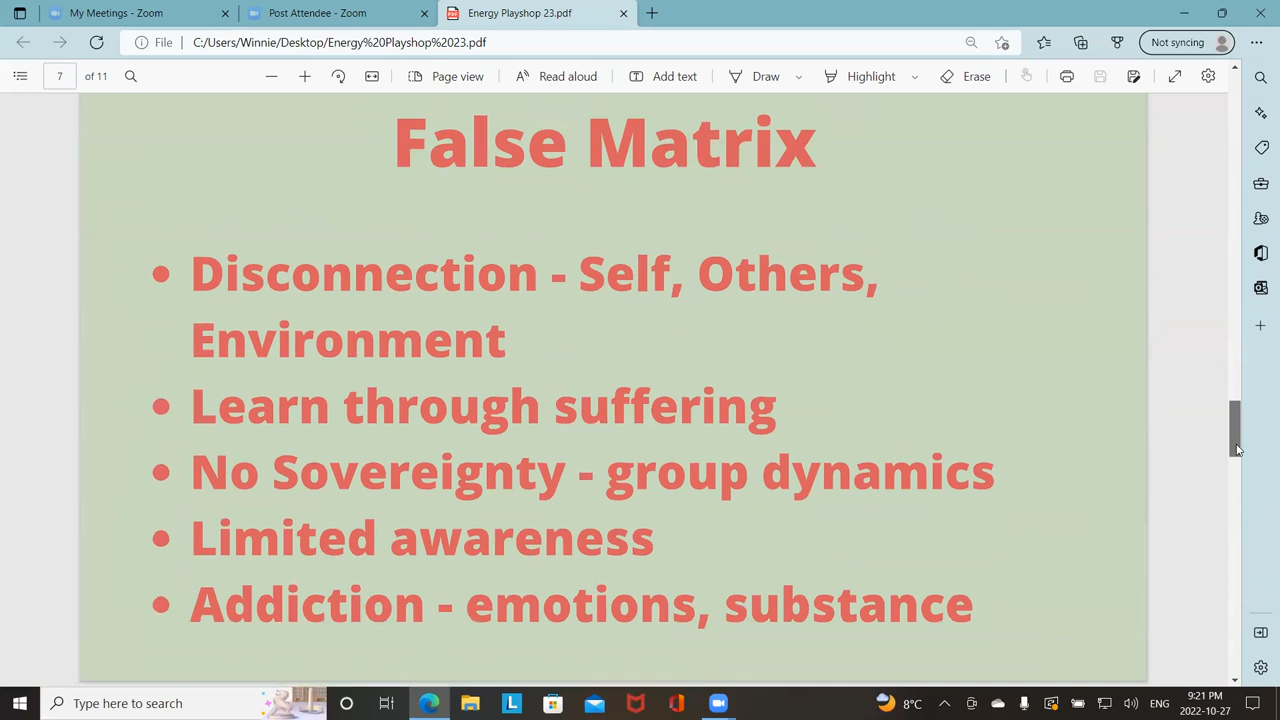 My Meetings - Zoom
Post Attendee - Zoom
Energy Playshop 23.pdf
File
C:/Users/Winnie/Desktop/Energy%20Playshop%2023.pdf
Not syncing
7 of 11
Page view
Read aloud
Add text
Draw
Highlight
Erase
False Matrix
• Disconnection - Self, Others,
Environment
• Learn through suffering
• No Sovereignty - group dynamics
• Limited awareness
• Addiction - emotions, substance
Type here to search
8°C
ENG
9:21 PM
2022-10-27